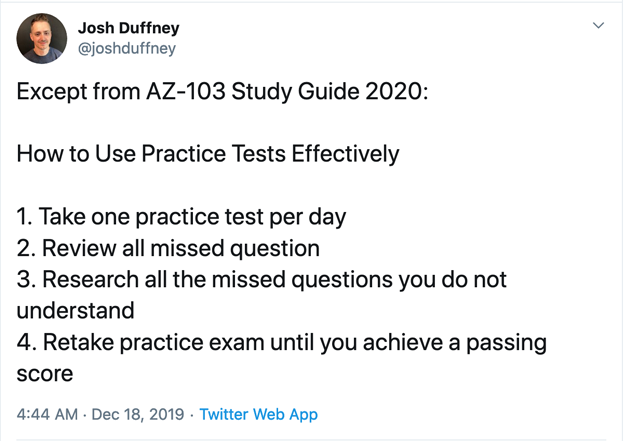 Josh Duffney
@joshduffney
Except from AZ-103 Study Guide 2020:
How to Use Practice Tests Effectively
1. Take one practice test per day
2. Review all missed question
3. Research all the missed questions you do not
understand
4. Retake practice exam until you achieve a passing
score
4:44 AM · Dec 18, 2019 · Twitter Web App